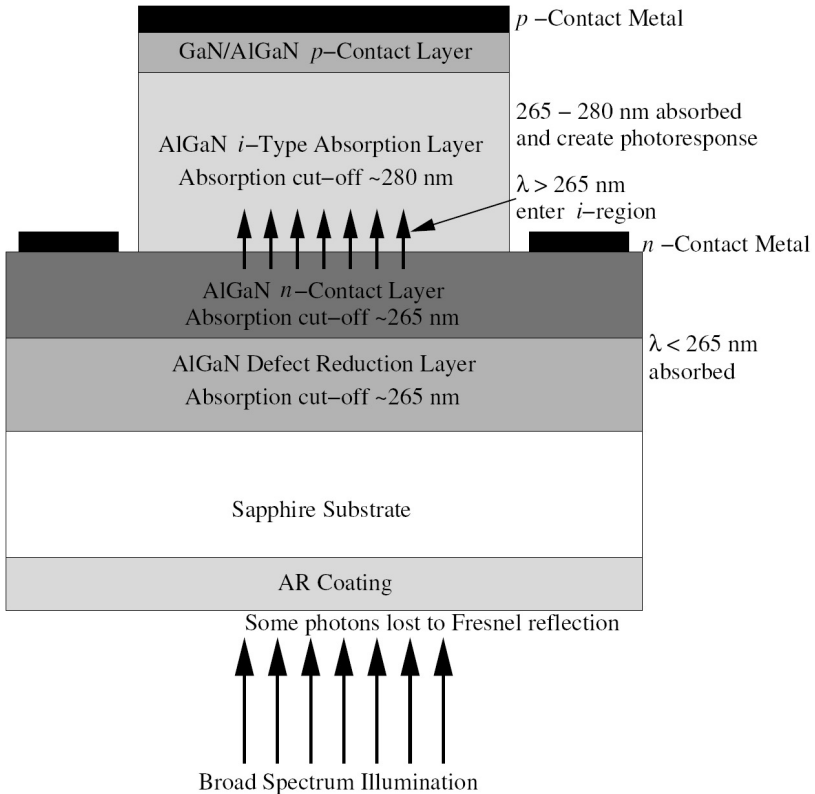 p −Contact Metal
GaN/AlGaN p−Contact Layer
265 − 280 nm absorbed
and create photoresponse
AlGaN i−Type Absorption Layer
Absorption cut−off ~280 nm
λ > 265 nm
enter i−region
n −Contact Metal
AlGaN n−Contact Layer
Absorption cut−off ~265 nm
λ < 265 nm
absorbed
AlGaN Defect Reduction Layer
Absorption cut−off ~265 nm
Sapphire Substrate
AR Coating
Some photons lost to Fresnel reflection
Broad Spectrum Illumination